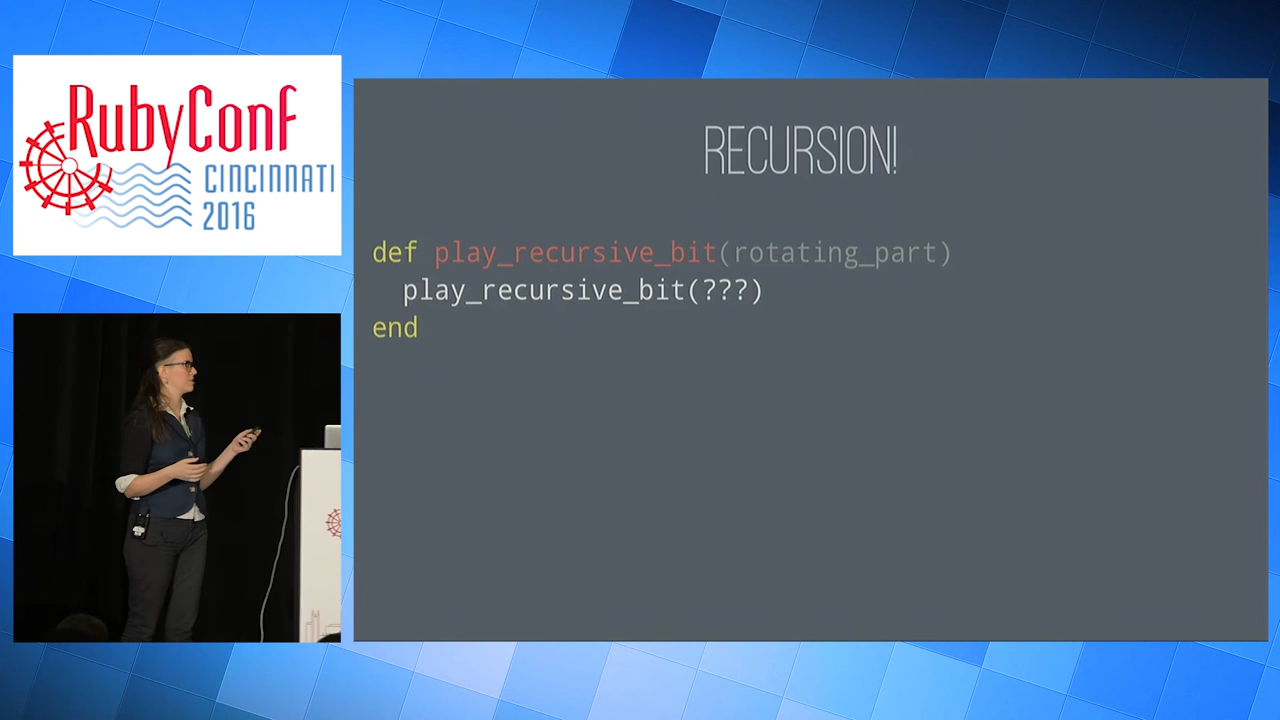 RubyConf
CINCINNATI
2016
RECURSION!
def play_recursive_bit(rotating_part)
  play_recursive_bit(???)
end